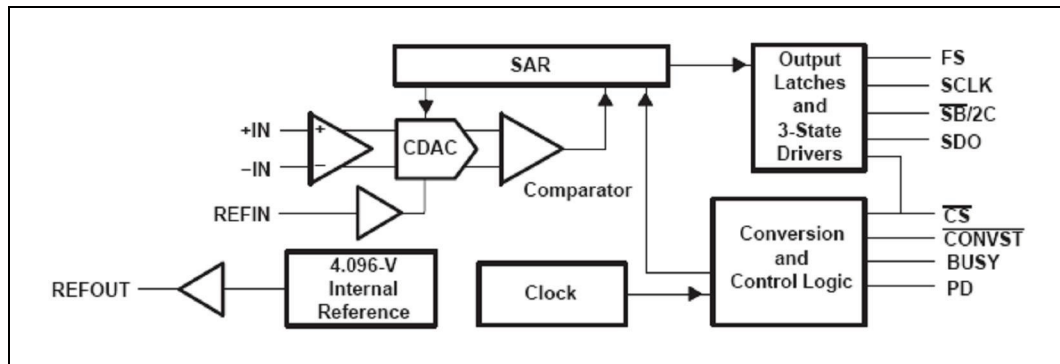 SAR
Output
Latches
and
3-State
Drivers
FS
SCLK
SB/2C
SDO
+IN
−IN
+
−
CDAC
Comparator
REFIN
CS
CONVST
BUSY
PD
Conversion
and
Control Logic
REFOUT
4.096-V
Internal
Reference
Clock